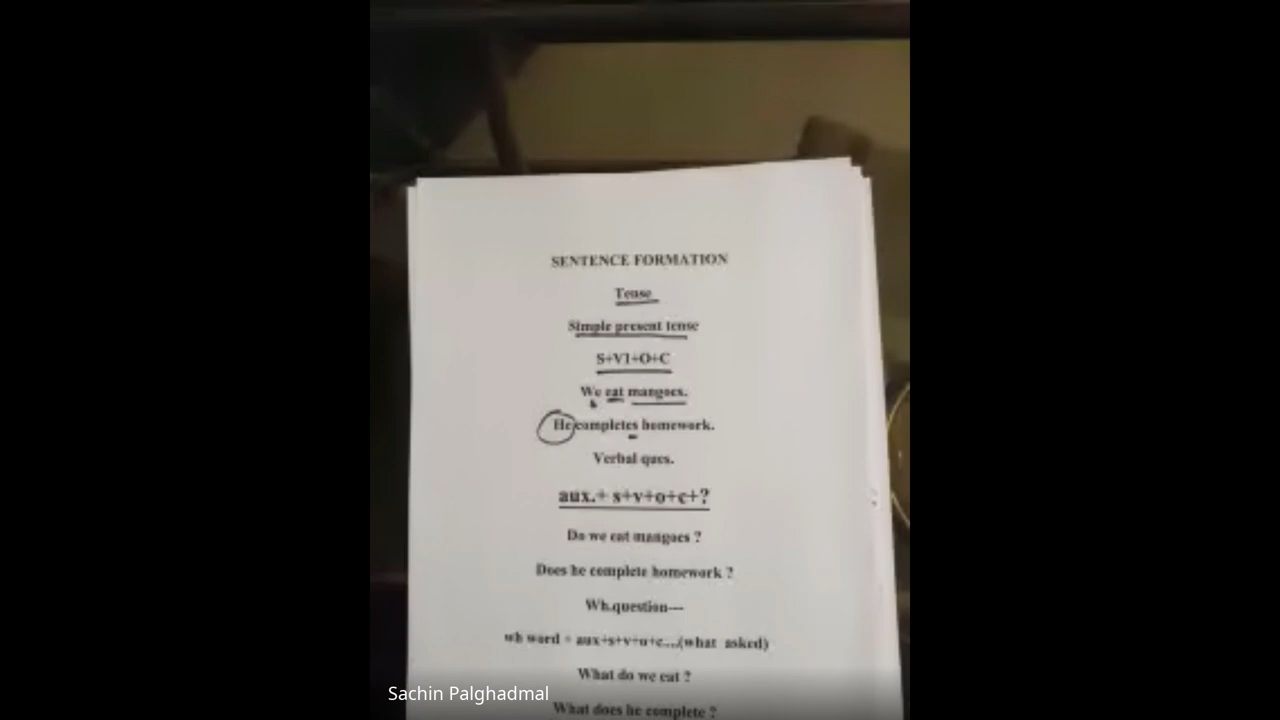 SENTENCE FORMATION
Tense
Simple present tense
S+V1+O+C
We eat mangoes.
He completes homework.
Verbal ques.
aux.+ s+v+o+c+?
Do we eat mangoes ?
Does he complete homework ?
Wh.question---
wh word + aux+s+v+o+c...(what asked)
What do we eat ?
What does he complete ?
Sachin Palghadmal